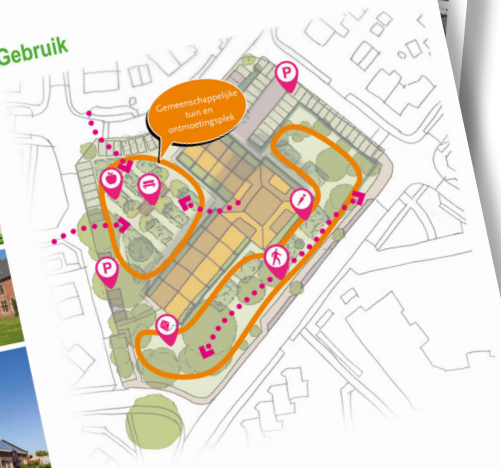 Gebruik
P
Gemeenschappelijke
tuin en
ontmoetingsplek
P